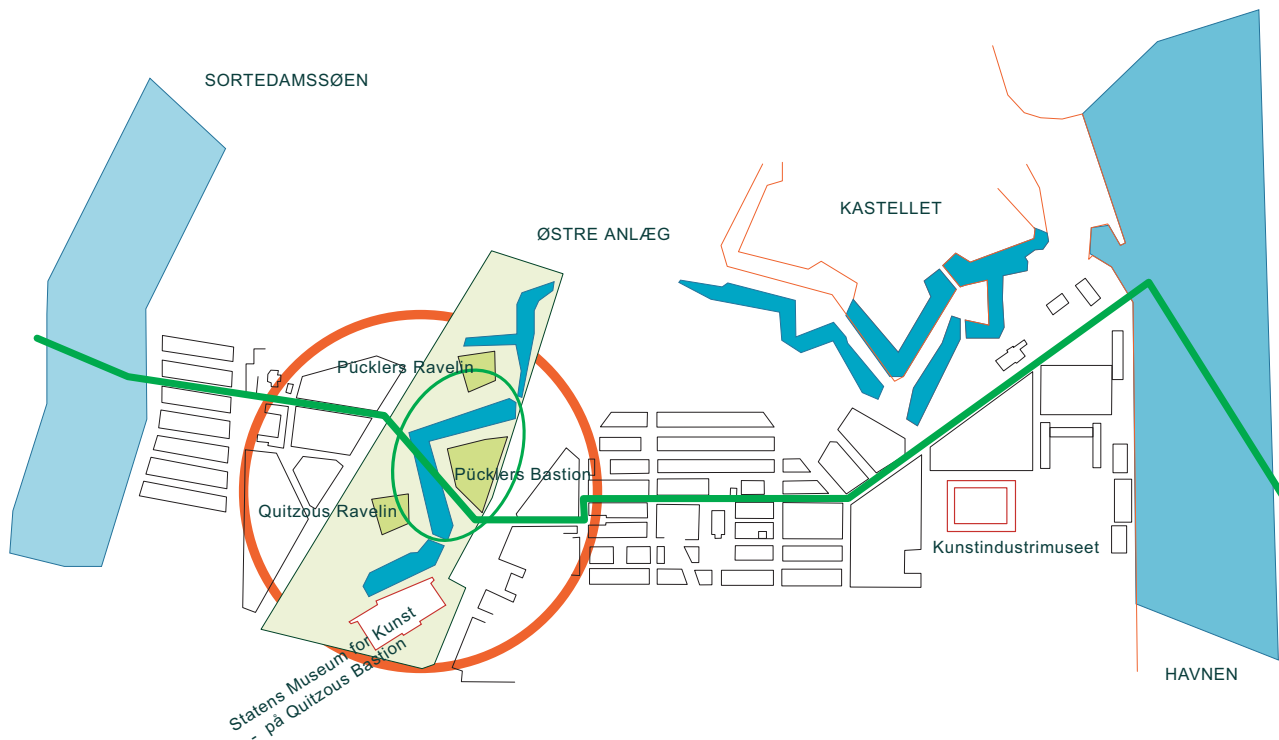 SORTEDAMSSØEN
KASTELLET
ØSTRE ANLÆG
Pücklers Ravelin
Pücklers Bastion
Quitzous Ravelin
Kunstindustrimuseet
Statens Museum for Kunst
- på Quitzous Bastion
HAVNEN